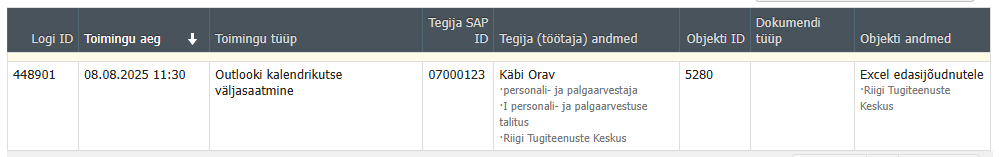 Logi ID
Toimingu aeg
Toimingu tüüp
Tegija SAP
ID
Tegija (töötaja) andmed
Objekti ID
Dokumendi
tüüp
Objekti andmed
448901
08.08.2025 11:30
Outlooki kalendrikutse
väljasaatmine
07000123
Käbi Orav
·personali- ja palgaarvestaja
·I personali- ja palgaarvestuse
talitus
·Riigi Tugiteenuste Keskus
5280
Excel edasijõudnutele
·Riigi Tugiteenuste
Keskus